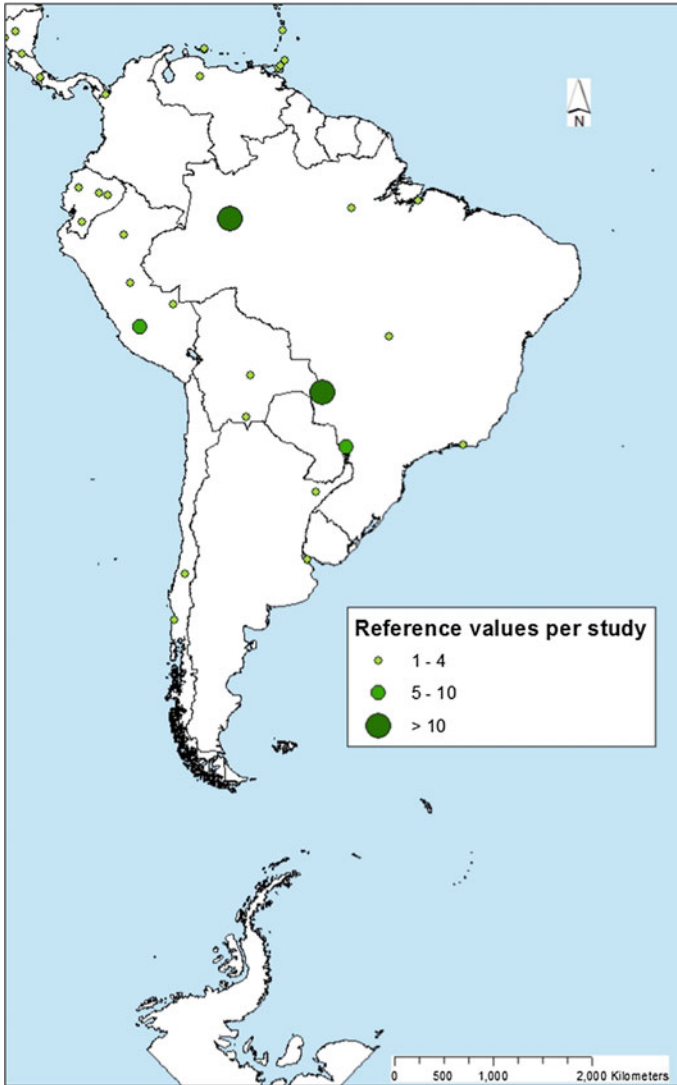 N
Reference values per study
1 - 4
5 - 10
> 10
0 500 1,000 2,000 Kilometers